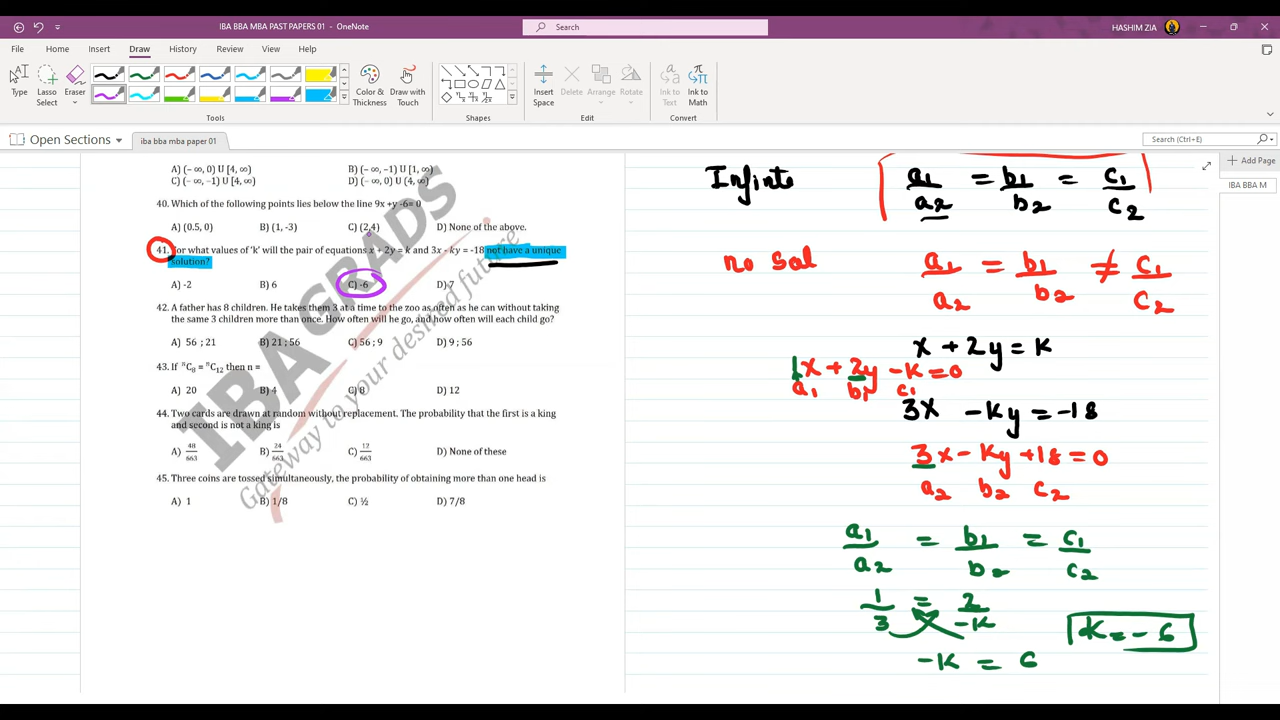 IBA BBA MBA PAST PAPERS 01 - OneNote
Search
HASHIM ZIA
File Home Insert Draw History Review View Help
Type
Lasso Select
Eraser
Color & Thickness
Draw with Touch
Insert Space
Delete
Arrange
Rotate
Ink to Text
Ink to Math
Tools
Shapes
Edit
Convert
Open Sections
iba bba mba paper 01
Search (Ctrl+E)
Add Page
IBA BBA M
A) (− ∞, 0) U [4, ∞) B) (− ∞, −1) U [1, ∞)
C) (− ∞, −1) U [4, ∞) D) (− ∞, 0) U (4, ∞)
40. Which of the following points lies below the line 9x +y -6= 0
A) (0.5, 0) B) (1, -3) C) (2,4) D) None of the above.
41. For what values of 'k' will the pair of equations x + 2y = k and 3x - ky = -18 not have a unique
solution?
A) -2 B) 6 C) -6 D) 7
42. A father has 8 children. He takes them 3 at a time to the zoo as often as he can without taking
the same 3 children more than once. How often will he go, and how often will each child go?
A) 56 ; 21 B) 21 ; 56 C) 56 ; 9 D) 9 ; 56
43. If ⁿC₈ = ⁿC₁₂ then n =
A) 20 B) 4 C) 8 D) 12
44. Two cards are drawn at random without replacement. The probability that the first is a king
and second is not a king is
A) 48/663 B) 24/663 C) 12/663 D) None of these
45. Three coins are tossed simultaneously, the probability of obtaining more than one head is
A) 1 B) 1/8 C) ½ D) 7/8
IBA GRADS
Gateway to your desired future
Infinite a1/a2 = b1/b2 = c1/c2
no Sol a1/a2 = b1/b2 ≠ c1/c2
x + 2y = K
1x + 2y - K = 0
a1 b1 c1
3x - Ky = -18
3x - Ky + 18 = 0
a2 b2 c2
a1/a2 = b1/b2 = c1/c2
1/3 = 2/-K
K = - 6
-K = 6